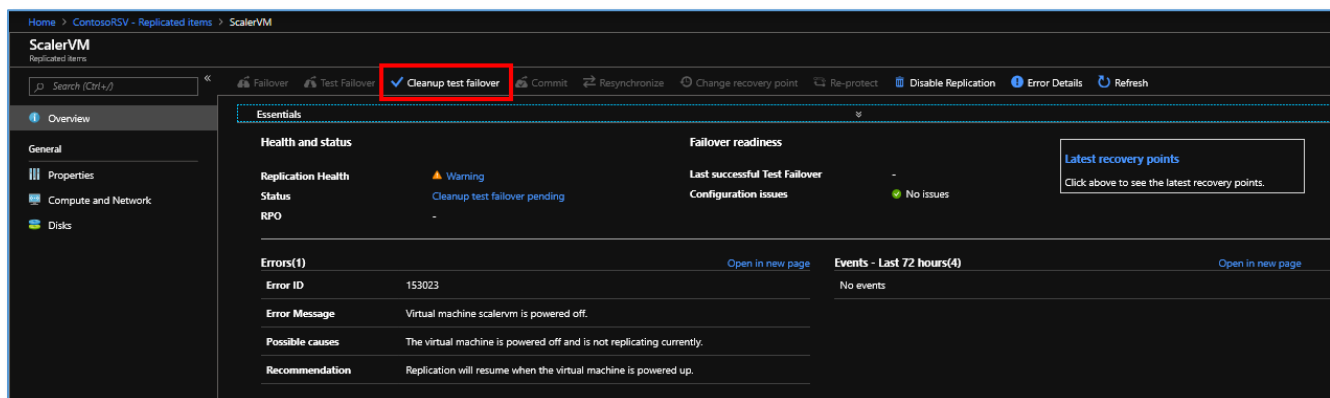 Home > ContosoRSV - Replicated items > ScalerVM
ScalerVM
Replicated items
Search (Ctrl+/)
«
Failover
Test Failover
Cleanup test failover
Commit
Resynchronize
Change recovery point
Re-protect
Disable Replication
Error Details
Refresh
Overview
General
Properties
Compute and Network
Disks
Essentials
Health and status
Replication Health Warning
Status Cleanup test failover pending
RPO -
Failover readiness
Last successful Test Failover -
Configuration issues No issues
Latest recovery points
Click above to see the latest recovery points.
Errors(1) Open in new page
Error ID 153023
Error Message Virtual machine scalervm is powered off.
Possible causes The virtual machine is powered off and is not replicating currently.
Recommendation Replication will resume when the virtual machine is powered up.
Events - Last 72 hours(4) Open in new page
No events